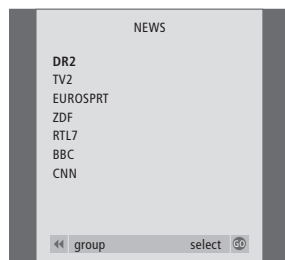 NEWS
DR2
TV2
EUROSPRT
ZDF
RTL7
BBC
CNN
group select GO